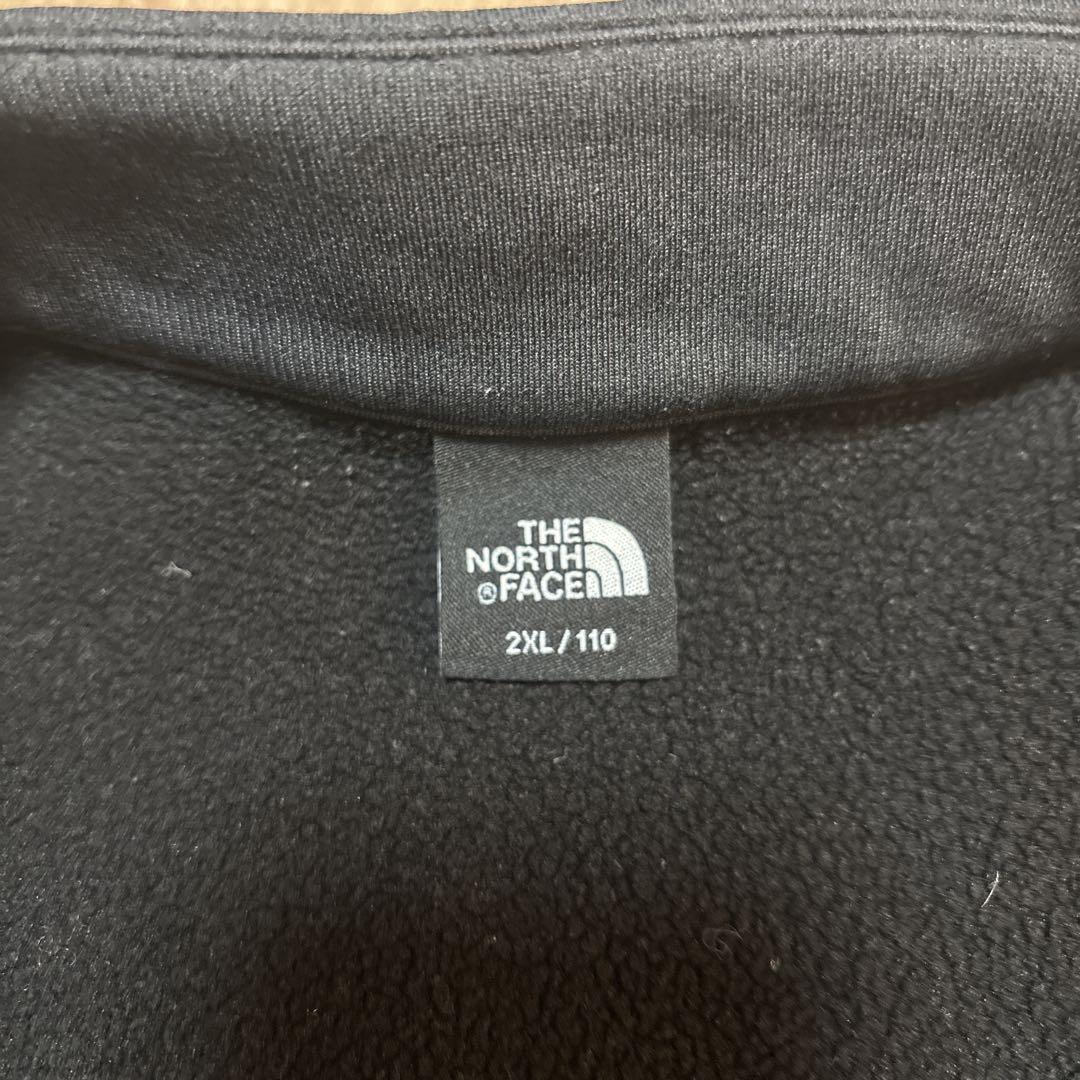 THE
NORTH
® FACE
2XL / 110